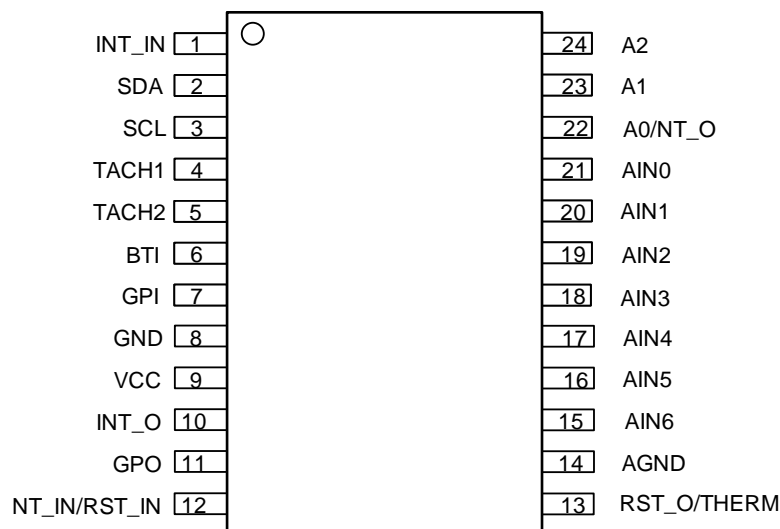 INT_IN 1 24 A2
SDA 2 23 A1
SCL 3 22 A0/NT_O
TACH1 4 21 AIN0
TACH2 5 20 AIN1
BTI 6 19 AIN2
GPI 7 18 AIN3
GND 8 17 AIN4
VCC 9 16 AIN5
INT_O 10 15 AIN6
GPO 11 14 AGND
NT_IN/RST_IN 12 13 RST_O/THERM